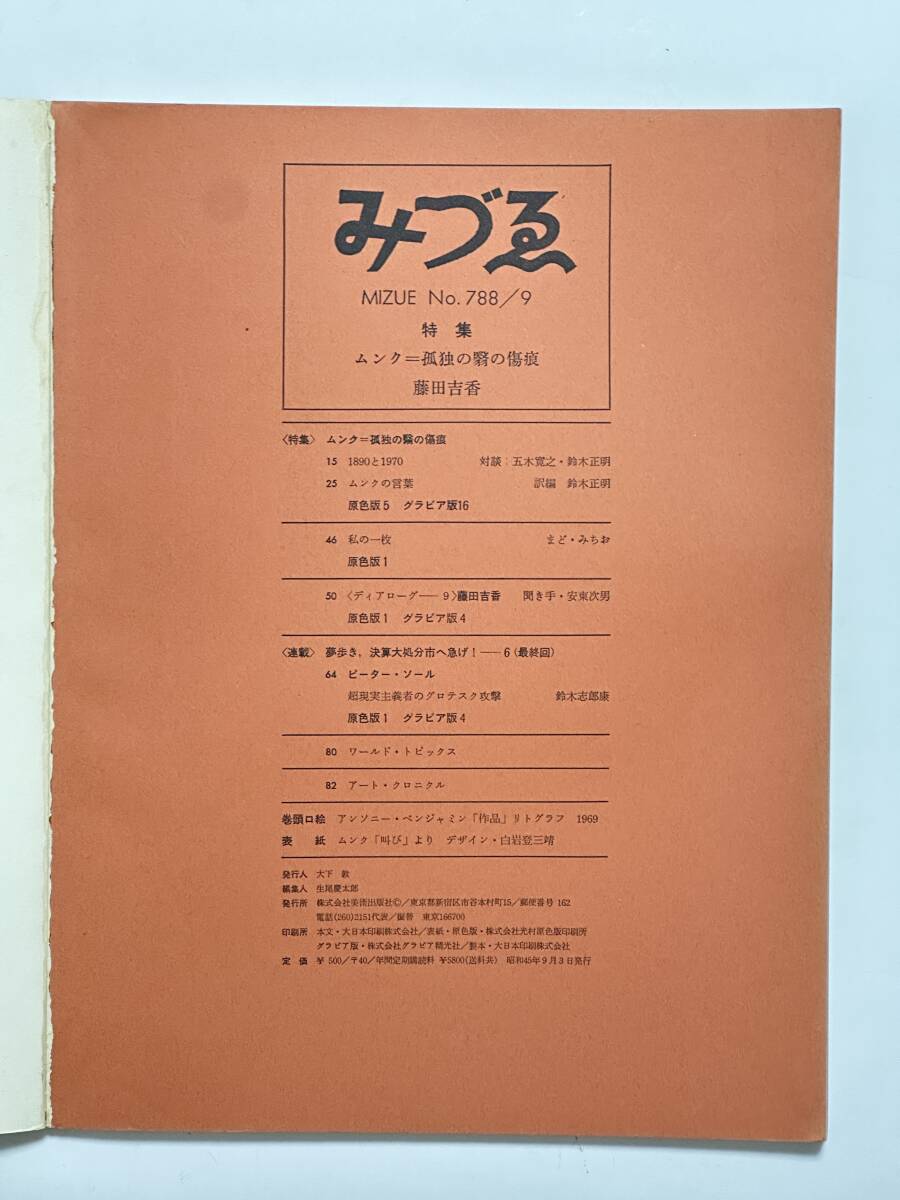 みづゑ
MIZUE No.788/9
特集
ムンク=孤独の翳の傷痕
藤田吉香
〈特集〉 ムンク=孤独の翳の傷痕
15 1890と1970 対談:五木寛之・鈴木正明
25 ムンクの言葉 訳編 鈴木正明
原色版5 グラビア版16
46 私の一枚 まど・みちお
原色版1
50 〈ディアローグ——9〉藤田吉香 聞き手・安東次男
原色版1 グラビア版4
〈連載〉 夢歩き,決算大処分市へ急げ!——6(最終回)
64 ピーター・ソール
超現実主義者のグロテスク攻撃 鈴木志郎康
原色版1 グラビア版4
80 ワールド・トピックス
82 アート・クロニクル
巻頭口絵 アンソニー・ベンジャミン「作品」リトグラフ 1969
表紙 ムンク「叫び」より デザイン・白岩登三靖
発行人 大下 敦
編集人 生尾慶太郎
発行所 株式会社美術出版社©/東京都新宿区市谷本村町15/郵便番号 162
電話(260)2151代表/振替 東京166700
印刷所 本文・大日本印刷株式会社/表紙・原色版・株式会社光村原色版印刷所
グラビア版・株式会社グラビア精光社/製本・大日本印刷株式会社
定価 ¥500/〒40/年間定期購読料 ¥5800(送料共) 昭和45年9月3日発行